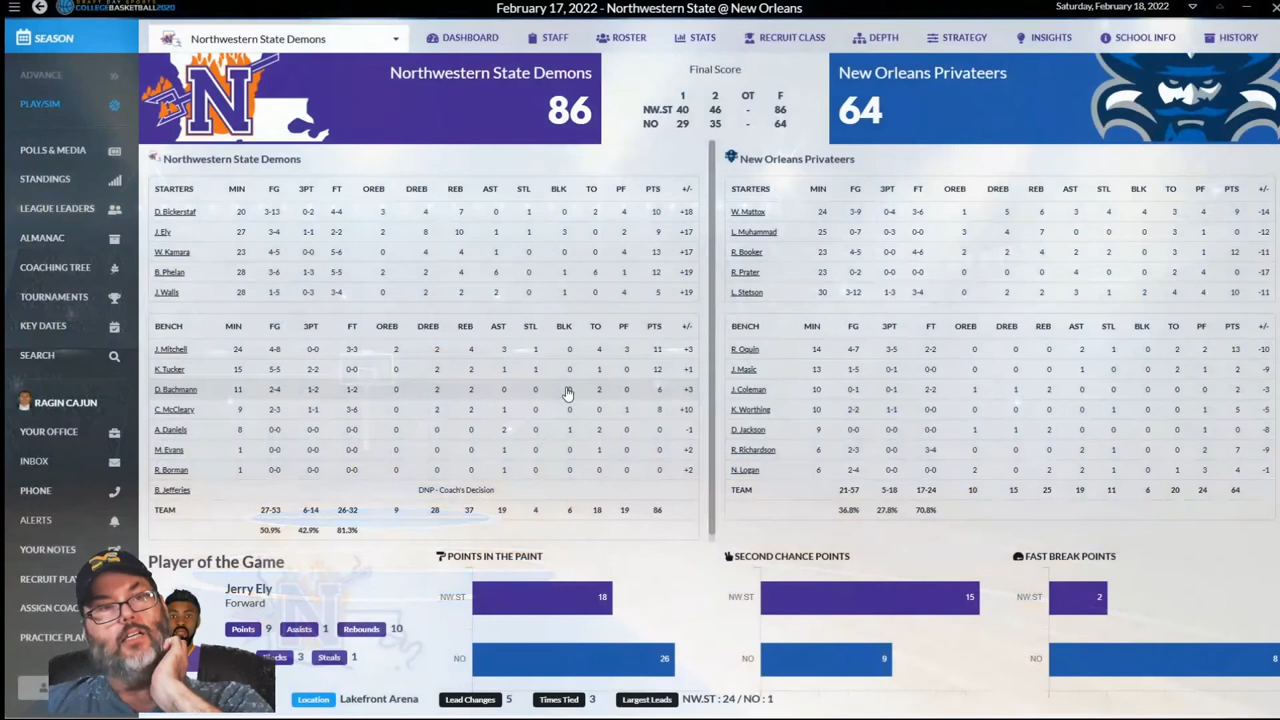 DRAFT DAY SPORTS
COLLEGE BASKETBALL 2020
February 17, 2022 - Northwestern State @ New Orleans
Saturday, February 18, 2022
SEASON
Northwestern State Demons
DASHBOARD STAFF ROSTER STATS RECRUIT CLASS DEPTH STRATEGY INSIGHTS SCHOOL INFO HISTORY
ADVANCE
PLAY/SIM
POLLS & MEDIA
STANDINGS
LEAGUE LEADERS
ALMANAC
COACHING TREE
TOURNAMENTS
KEY DATES
SEARCH
RAGIN CAJUN
YOUR OFFICE
INBOX
PHONE
ALERTS
YOUR NOTES
RECRUIT PL
ASSIGN COAC
PRACTICE PLA
Northwestern State Demons
86
Final Score
1 2 OT F
NW.ST 40 46 - 86
NO 29 35 - 64
New Orleans Privateers
64
Northwestern State Demons
STARTERS MIN FG 3PT FT OREB DREB REB AST STL BLK TO PF PTS +/-
D. Bickerstaf 20 3-13 0-2 4-4 3 4 7 0 1 0 2 4 10 +18
J. Ely 27 3-4 1-1 2-2 2 8 10 1 1 3 0 2 9 +17
W. Kamara 23 4-5 0-0 5-6 0 4 4 1 0 0 0 4 13 +17
B. Phelan 28 3-6 1-3 5-5 2 2 4 6 0 1 6 1 12 +19
J. Walls 28 1-5 0-3 3-4 0 2 2 2 0 1 0 4 5 +19
BENCH MIN FG 3PT FT OREB DREB REB AST STL BLK TO PF PTS +/-
J. Mitchell 24 4-8 0-0 3-3 2 2 4 3 1 0 4 3 11 +3
K. Tucker 15 5-5 2-2 0-0 0 2 2 1 1 0 1 0 12 +1
D. Bachmann 11 2-4 1-2 1-2 0 2 2 0 0 2 0 6 +3
C. McCleary 9 2-3 1-1 3-6 0 2 2 1 0 0 0 1 8 +10
A. Daniels 8 0-0 0-0 0-0 0 0 0 2 0 1 2 0 0 -1
M. Evans 1 0-0 0-0 0-0 0 0 0 1 0 0 1 0 0 +2
R. Borman 1 0-0 0-0 0-0 0 0 0 1 0 0 0 0 0 +2
B. Jefferies DNP - Coach's Decision
TEAM 27-53 6-14 26-32 9 28 37 19 4 6 18 19 86
50.9% 42.9% 81.3%
New Orleans Privateers
STARTERS MIN FG 3PT FT OREB DREB REB AST STL BLK TO PF PTS +/-
W. Mattox 24 3-9 0-4 3-6 1 5 6 3 4 4 3 4 9 -14
L. Muhammad 25 0-7 0-3 0-0 3 4 7 0 0 0 3 1 0 -12
R. Booker 23 4-5 0-0 4-6 0 2 2 2 0 0 2 3 12 -11
R. Prater 23 0-2 0-0 0-0 0 0 0 4 0 0 4 0 0 -17
L. Stetson 30 3-12 1-3 3-4 0 2 2 3 1 2 4 4 10 -11
BENCH MIN FG 3PT FT OREB DREB REB AST STL BLK TO PF PTS +/-
R. Oquin 14 4-7 3-5 2-2 0 0 0 2 1 0 2 2 13 -10
J. Masic 13 1-5 0-1 0-0 0 0 0 2 1 0 1 1 2 -9
J. Coleman 10 0-1 0-1 2-2 1 1 2 0 0 0 0 2 2 -3
K. Worthing 10 2-2 1-1 0-0 0 0 0 1 0 0 0 1 5 -5
D. Jackson 9 0-0 0-0 0-0 1 1 2 0 1 0 0 1 0 -8
R. Richardson 6 2-3 0-0 3-4 0 0 0 2 1 0 0 2 7 -9
N. Logan 6 2-4 0-0 0-0 2 0 2 2 1 0 1 3 4 -1
TEAM 21-57 5-18 17-24 10 15 25 19 11 6 20 24 64
36.8% 27.8% 70.8%
Player of the Game
Jerry Ely
Forward
Points 9 Assists 1 Rebounds 10
Blocks 3 Steals 1
POINTS IN THE PAINT
NW.ST 18
NO 26
SECOND CHANCE POINTS
NW.ST 15
NO 9
FAST BREAK POINTS
NW.ST 2
NO 8
Location Lakefront Arena Lead Changes 5 Times Tied 3 Largest Leads NW.ST : 24 / NO : 1